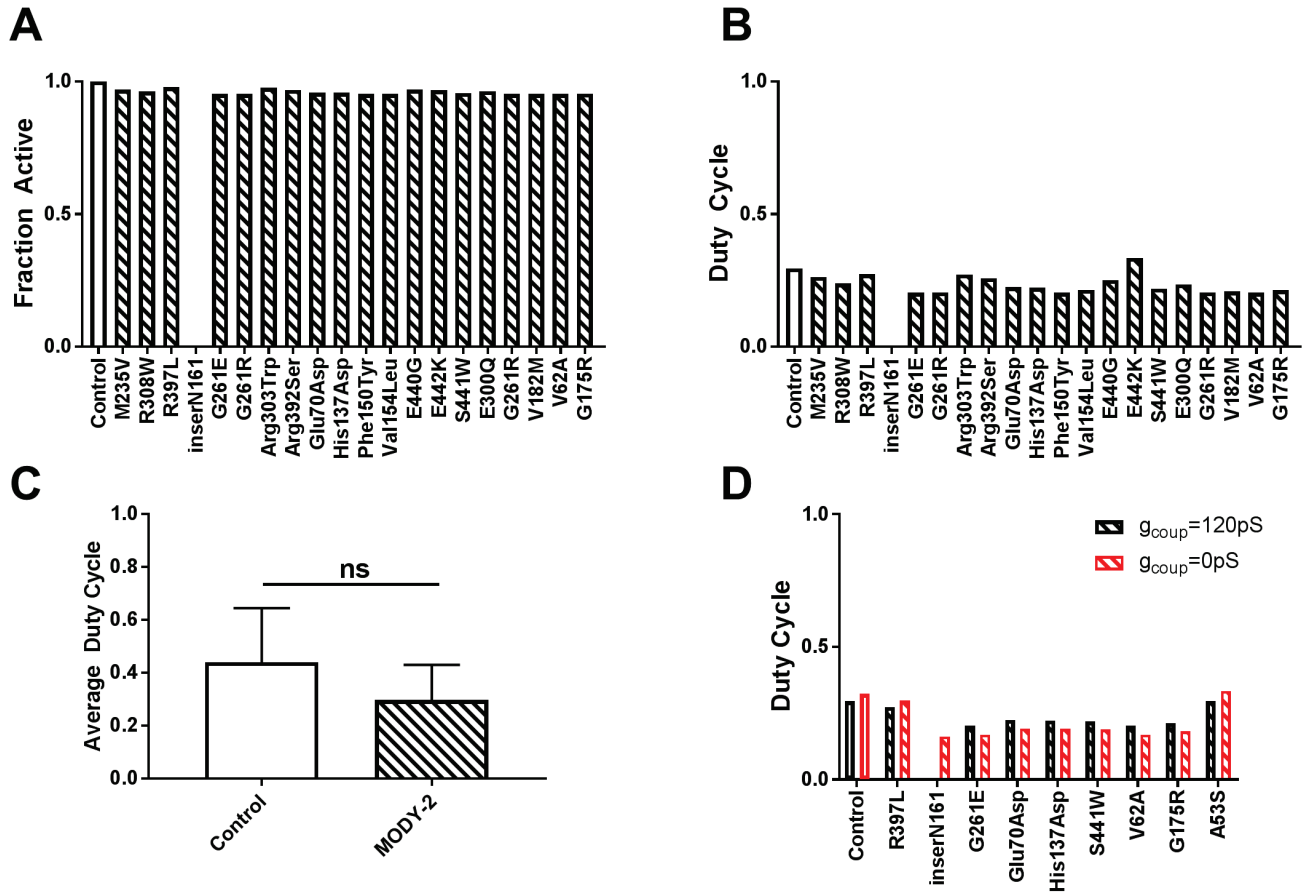 A
Fraction Active
1.0
0.5
0.0
Control
M235V
R308W
R397L
inserN161
G261E
G261R
Arg303Trp
Arg392Ser
Glu70Asp
His137Asp
Phe150Tyr
Val154Leu
E440G
E442K
S441W
E300Q
G261R
V182M
V62A
G175R
B
Duty Cycle
1.0
0.5
0.0
Control
M235V
R308W
R397L
inserN161
G261E
G261R
Arg303Trp
Arg392Ser
Glu70Asp
His137Asp
Phe150Tyr
Val154Leu
E440G
E442K
S441W
E300Q
G261R
V182M
V62A
G175R
C
Average Duty Cycle
1.0
0.8
0.6
0.4
0.2
0.0
ns
Control
MODY-2
D
Duty Cycle
1.0
0.5
0.0
gcoup=120pS
gcoup=0pS
Control
R397L
inserN161
G261E
Glu70Asp
His137Asp
S441W
V62A
G175R
A53S